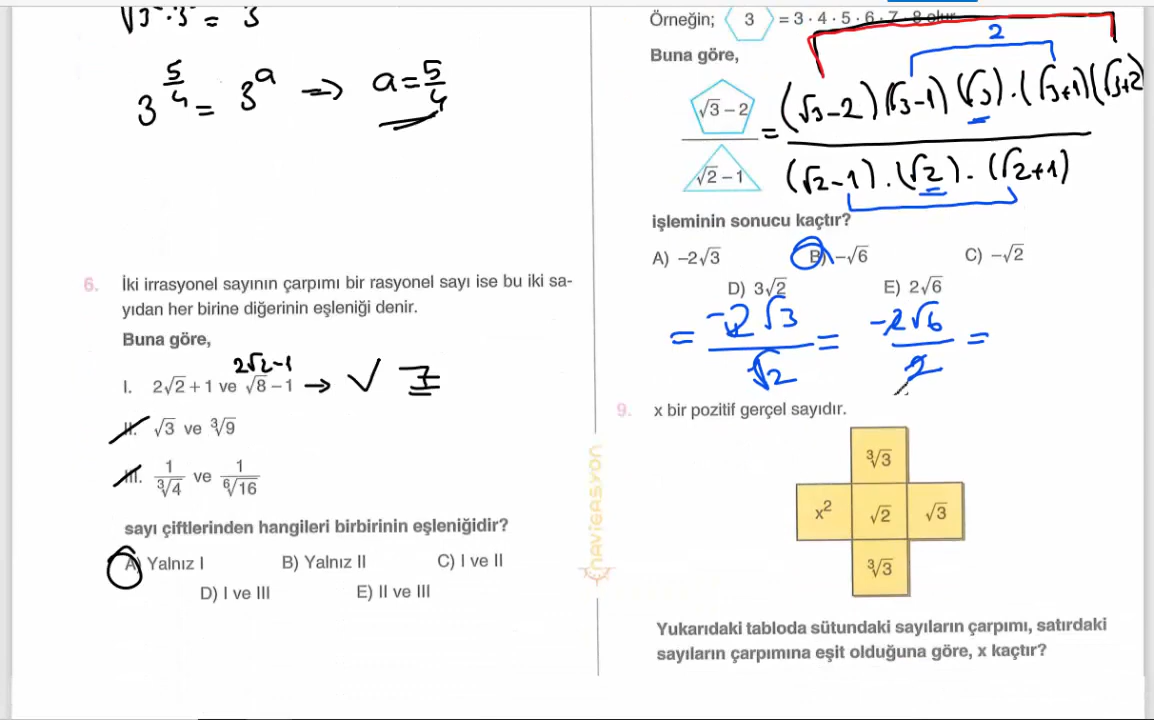 3^(5/4) = 3^a ⇒ a = 5/4
6. İki irrasyonel sayının çarpımı bir rasyonel sayı ise bu iki sa-
yıdan her birine diğerinin eşleniği denir.
Buna göre,
2√2-1
I. 2√2 + 1 ve √8 – 1 → √ 7
II. √3 ve ∛9
III. 1/∛4 ve 1/⁶√16
sayı çiftlerinden hangileri birbirinin eşleniğidir?
A) Yalnız I B) Yalnız II C) I ve II
D) I ve III E) II ve III
Örneğin; 3 = 3 · 4 · 5 · 6 · 7 · 8 olur.
2
Buna göre,
√3 – 2 / √2 – 1 = (√3-2)(√3-1)(√3)·(√3+1)(√3+2) / (√2-1)·(√2)·(√2+1)
işleminin sonucu kaçtır?
A) –2√3 B) –√6 C) –√2
D) 3√2 E) 2√6
= -2√3/√2 = -2√6/2 =
9. x bir pozitif gerçel sayıdır.
∛3
x² √2 √3
∛3
Yukarıdaki tabloda sütundaki sayıların çarpımı, satırdaki
sayıların çarpımına eşit olduğuna göre, x kaçtır?
NAVİGASYON